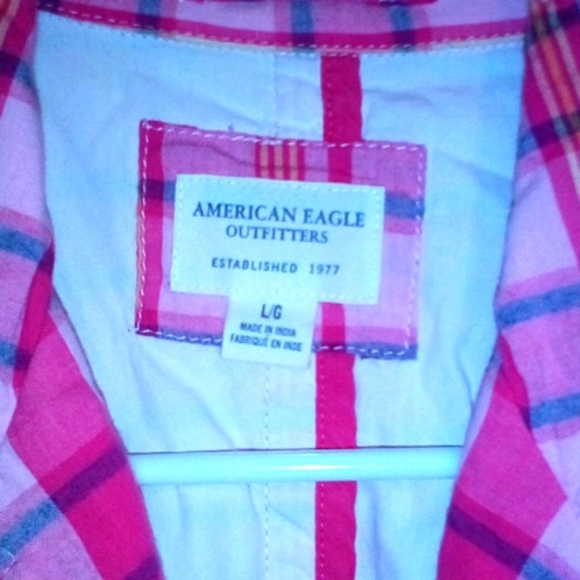 AMERICAN EAGLE
OUTFITTERS
ESTABLISHED 1977
L/G
MADE IN INDIA
FABRIQUÉ EN INDE